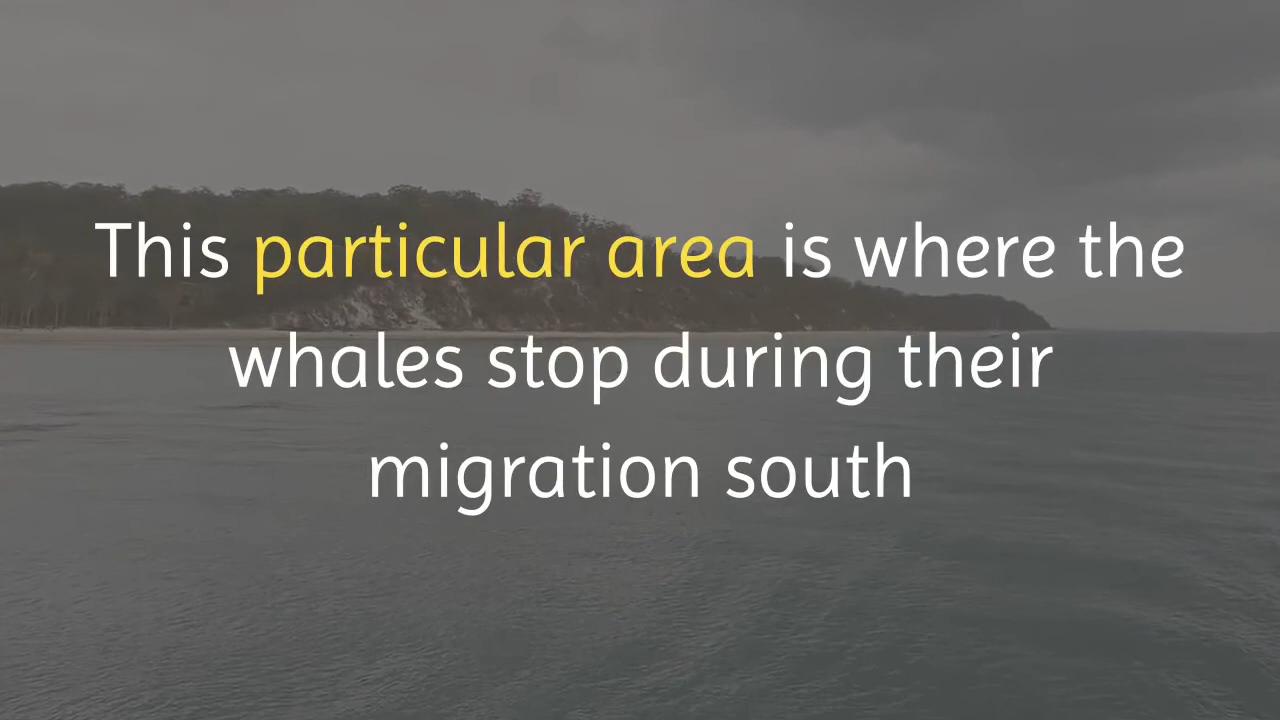 This particular area is where the
whales stop during their
migration south